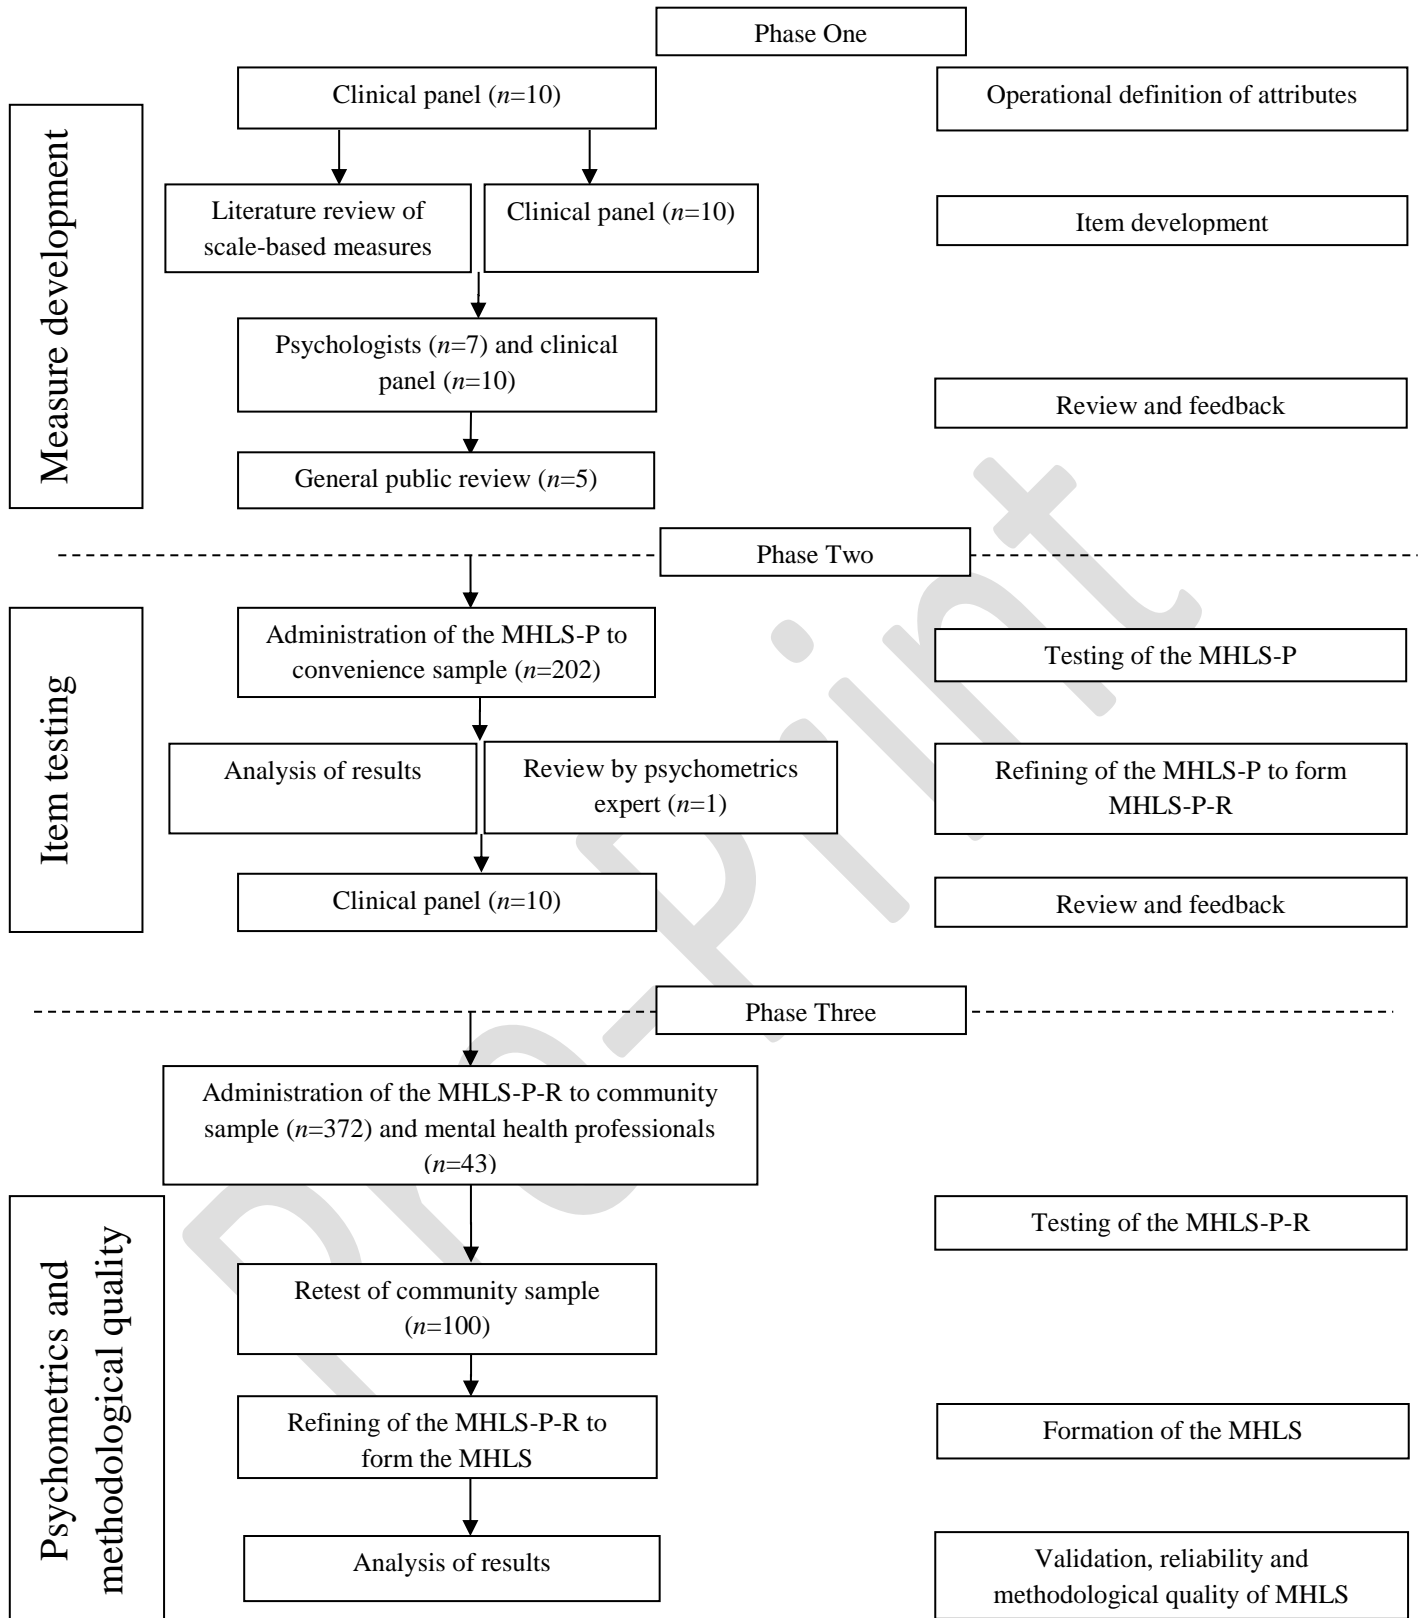 Phase One
Clinical panel (n=10)
Operational definition of attributes
Measure development
Literature review of
scale-based measures
Clinical panel (n=10)
Item development
Psychologists (n=7) and clinical
panel (n=10)
Review and feedback
General public review (n=5)
Phase Two
Item testing
Administration of the MHLS-P to
convenience sample (n=202)
Testing of the MHLS-P
Analysis of results
Review by psychometrics
expert (n=1)
Refining of the MHLS-P to form
MHLS-P-R
Clinical panel (n=10)
Review and feedback
Phase Three
Administration of the MHLS-P-R to community
sample (n=372) and mental health professionals
(n=43)
Psychometrics and
methodological quality
Testing of the MHLS-P-R
Retest of community sample
(n=100)
Refining of the MHLS-P-R to
form the MHLS
Formation of the MHLS
Analysis of results
Validation, reliability and
methodological quality of MHLS
Pre-Print